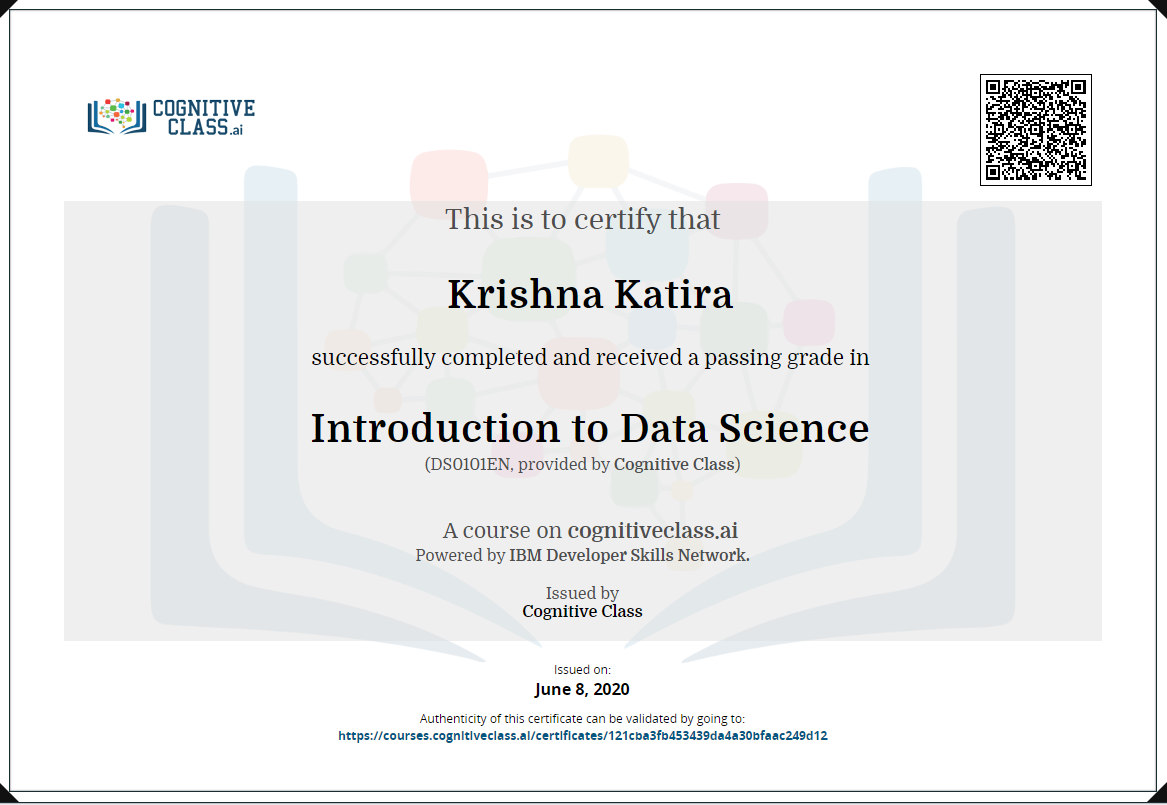 COGNITIVE
CLASS.ai
This is to certify that
Krishna Katira
successfully completed and received a passing grade in
Introduction to Data Science
(DS0101EN, provided by Cognitive Class)
A course on cognitiveclass.ai
Powered by IBM Developer Skills Network.
Issued by
Cognitive Class
Issued on:
June 8, 2020
Authenticity of this certificate can be validated by going to:
https://courses.cognitiveclass.ai/certificates/121cba3fb453439da4a30bfaac249d12